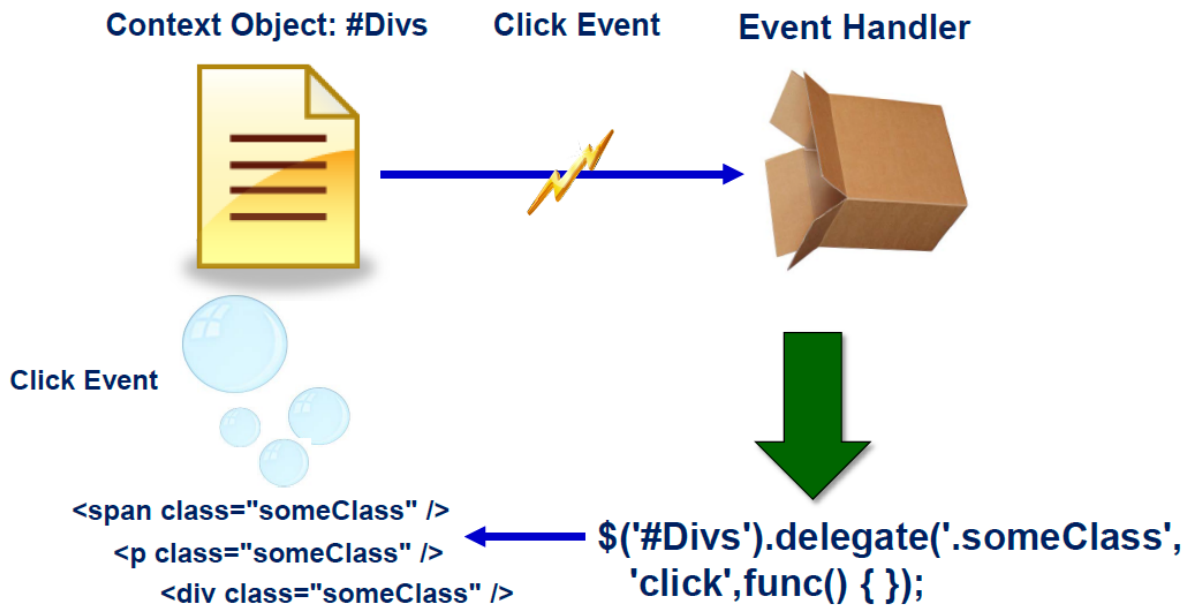 Context Object: #Divs
Click Event
Event Handler
Click Event
<span class="someClass" />
<p class="someClass" />
<div class="someClass" />
$('#Divs').delegate('.someClass',
'click',func() { });